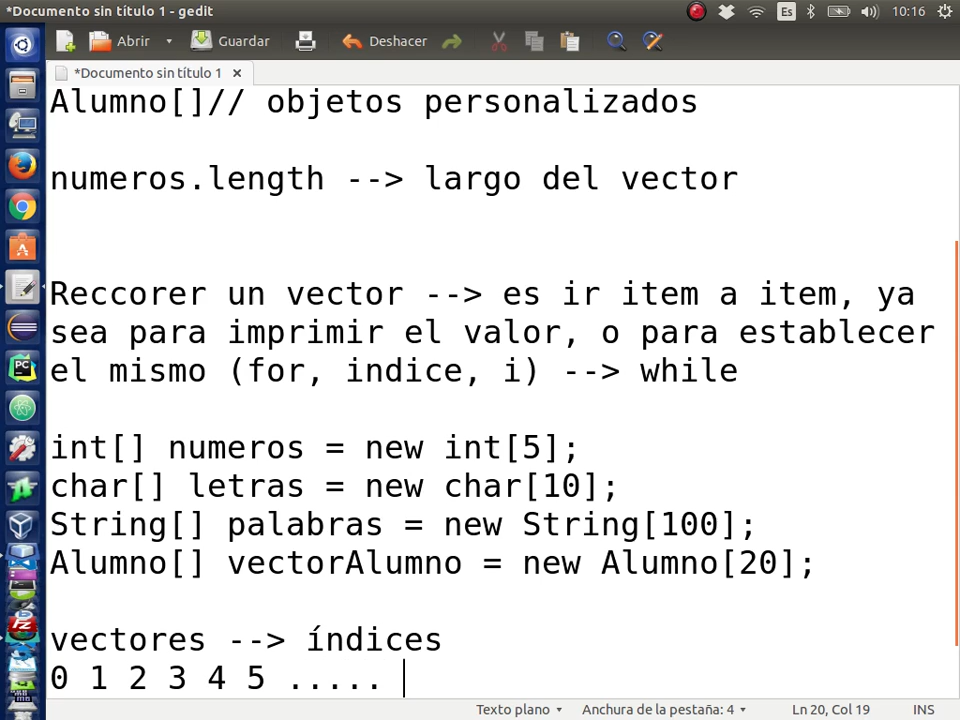 *Documento sin título 1 - gedit
Es
10:16
Abrir
Guardar
Deshacer
*Documento sin título 1 ×
Alumno[]// objetos personalizados
numeros.length --> largo del vector
Reccorer un vector --> es ir item a item, ya
sea para imprimir el valor, o para establecer
el mismo (for, indice, i) --> while
int[] numeros = new int[5];
char[] letras = new char[10];
String[] palabras = new String[100];
Alumno[] vectorAlumno = new Alumno[20];
vectores --> índices
0 1 2 3 4 5 .....
Texto plano
Anchura de la pestaña: 4
Ln 20, Col 19
INS